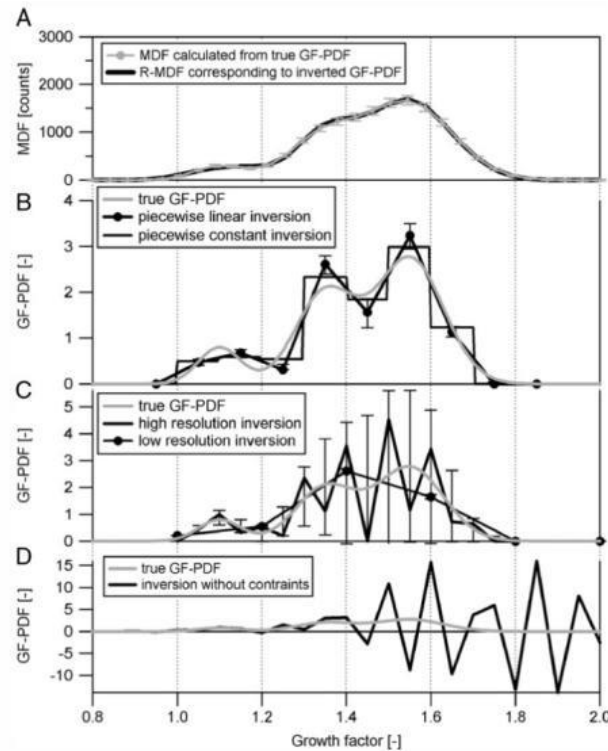 A
MDF [counts]
3000
2000
1000
0
MDF calculated from true GF-PDF
R-MDF corresponding to inverted GF-PDF
B
GF-PDF [-]
4
3
2
1
0
true GF-PDF
piecewise linear inversion
piecewise constant inversion
C
GF-PDF [-]
5
4
3
2
1
0
true GF-PDF
high resolution inversion
low resolution inversion
D
GF-PDF [-]
15
10
5
0
-5
-10
true GF-PDF
inversion without contraints
0.8 1.0 1.2 1.4 1.6 1.8 2.0
Growth factor [-]